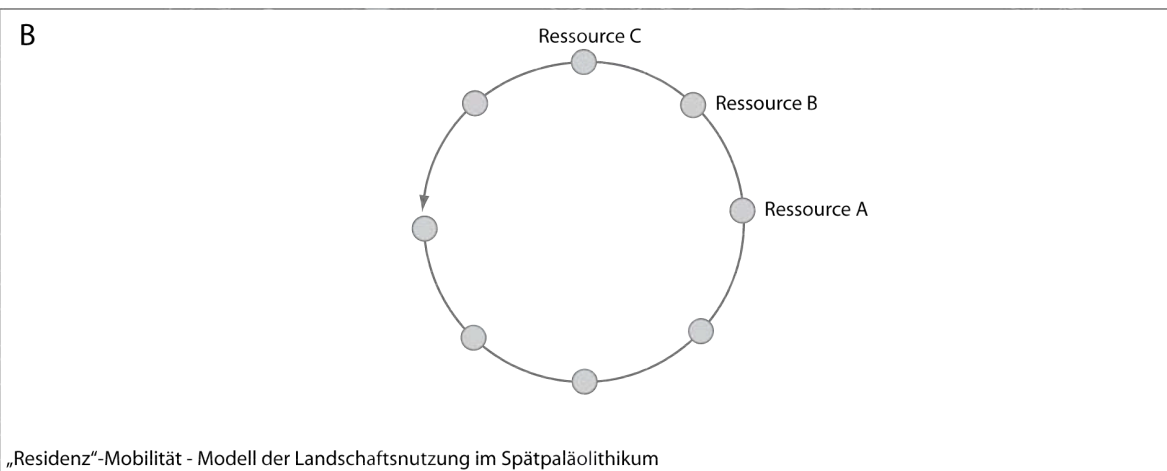 B
Ressource C
Ressource B
Ressource A
„Residenz“-Mobilität - Modell der Landschaftsnutzung im Spätpaläolithikum